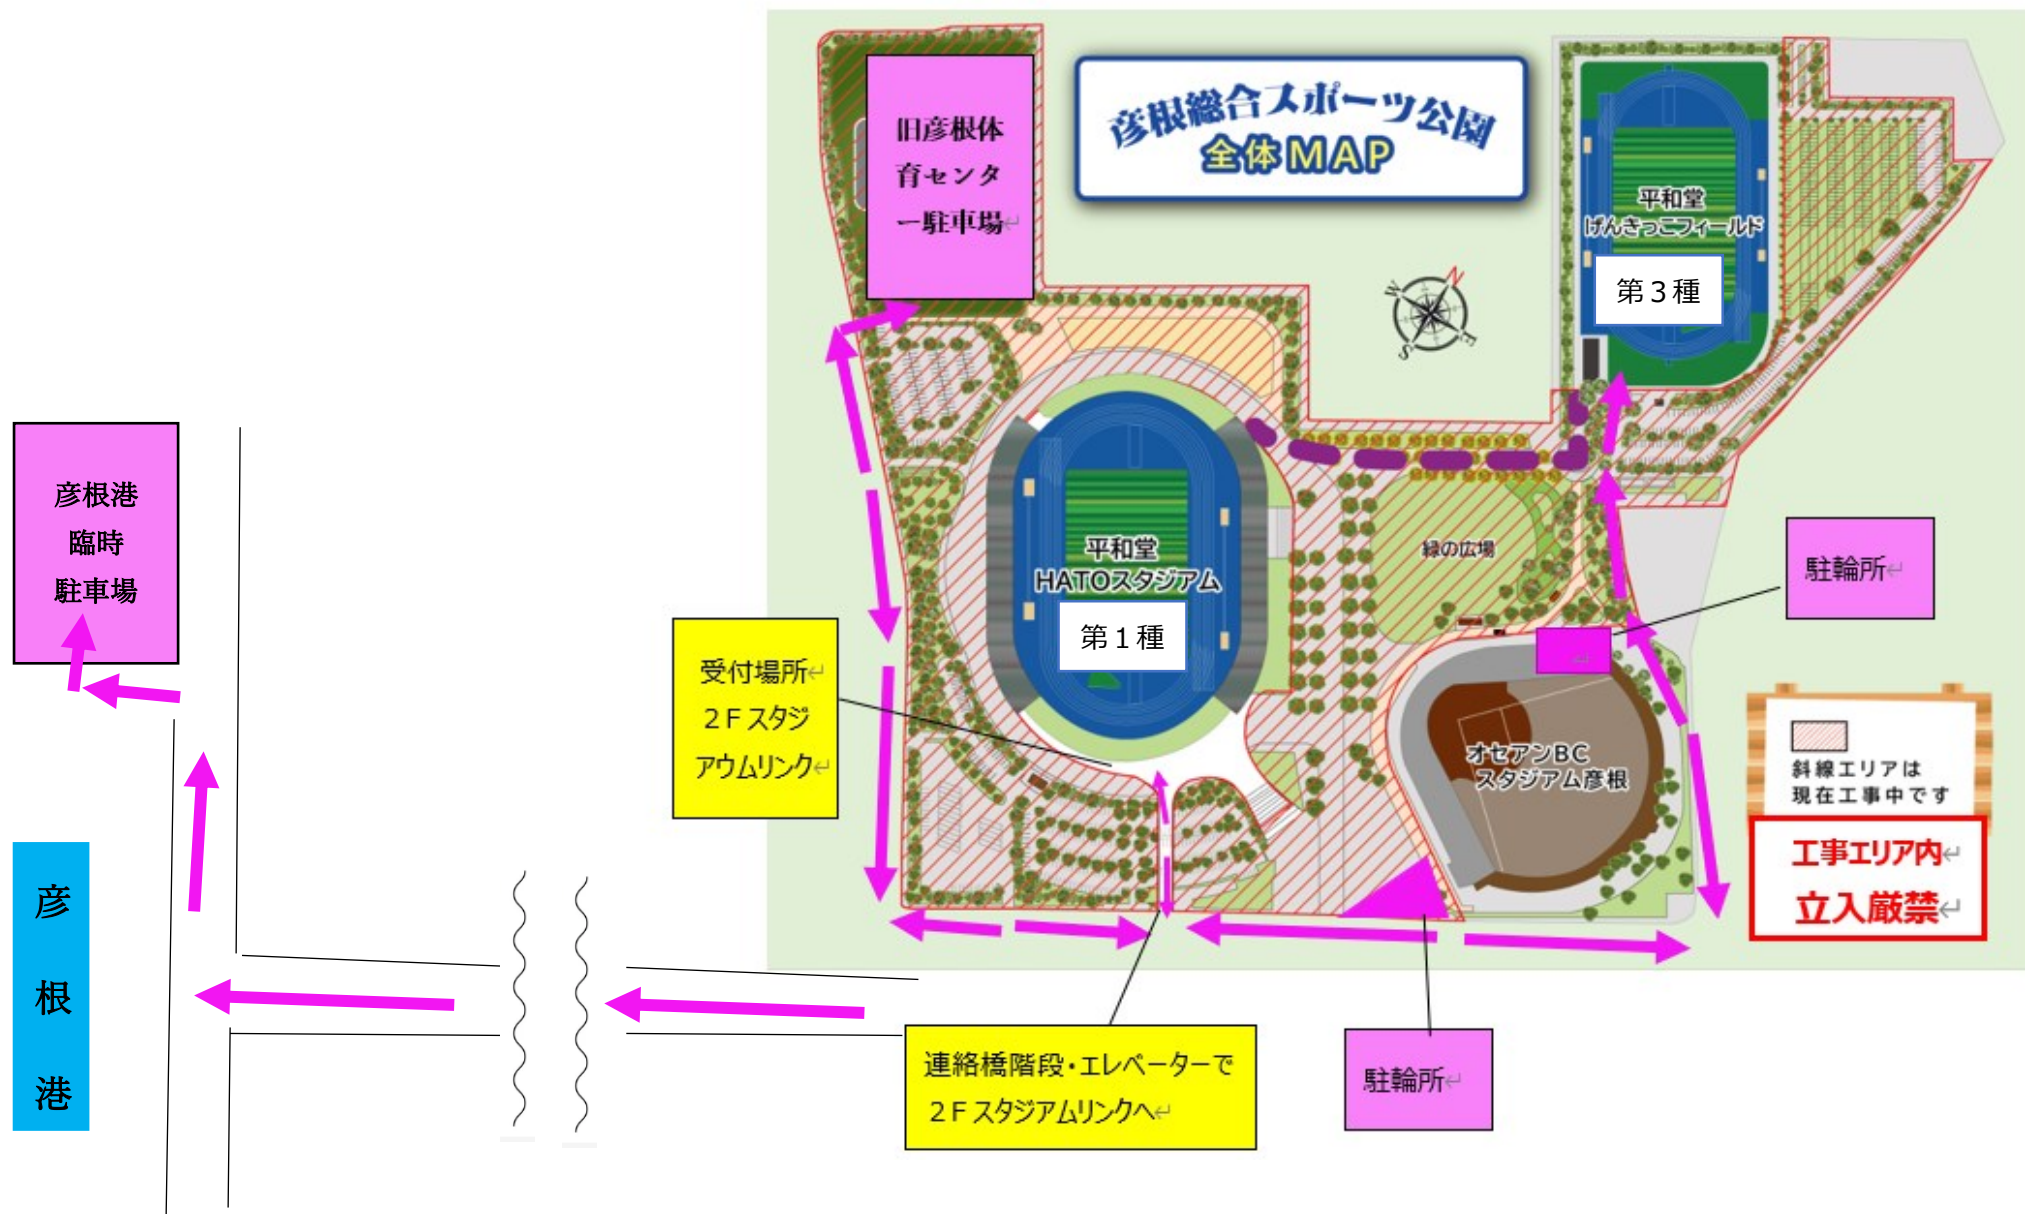 彦根総合スポーツ公園
全体MAP
旧彦根体
育センタ
ー駐車場↵
平和堂
げんきっこフィールド
第３種
N
W
E
S
彦根港
臨時
駐車場
平和堂
HATOスタジアム
第１種
緑の広場
駐輪所↵
↵
受付場所↵
２Fスタジ
アウムリンク↵
オセアンBC
スタジアム彦根
斜線エリアは
現在工事中です
工事エリア内↵
立入厳禁↵
彦
根
港
連絡橋階段・エレベーターで
２Fスタジアムリンクへ↵
駐輪所↵